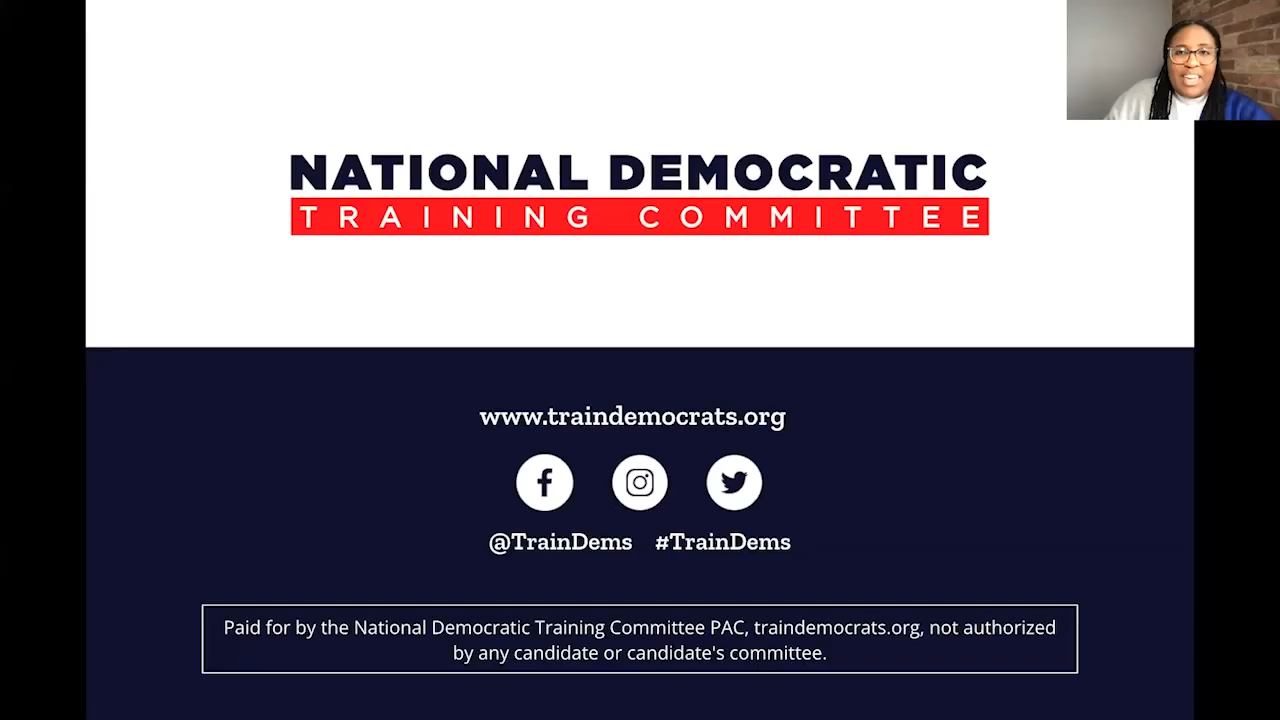 NATIONAL DEMOCRATIC
TRAINING COMMITTEE
www.traindemocrats.org
@TrainDems #TrainDems
Paid for by the National Democratic Training Committee PAC, traindemocrats.org, not authorized
by any candidate or candidate's committee.